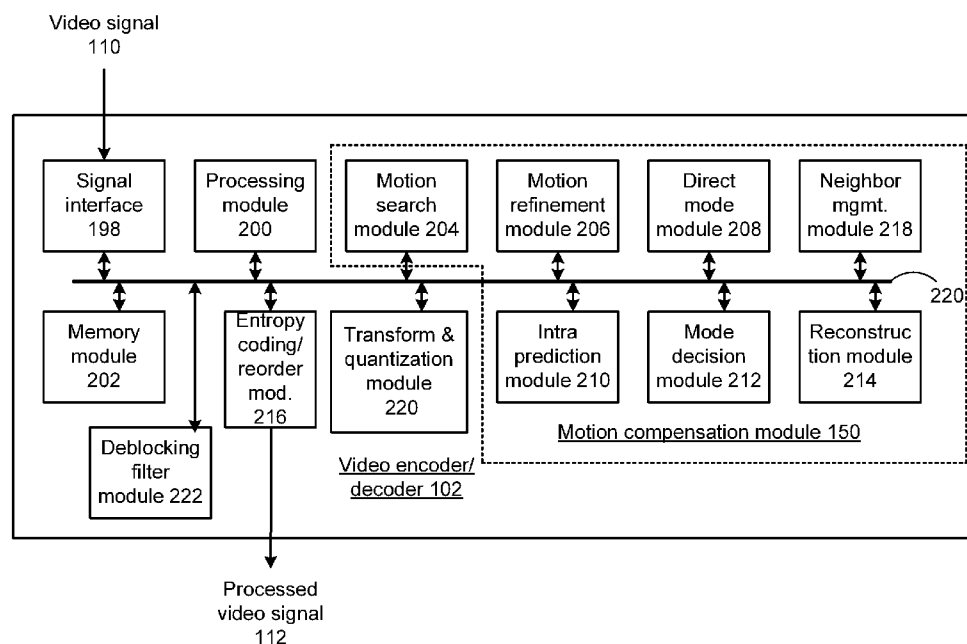 Video signal
110
Signal
interface
198
Processing
module
200
Motion
search
module 204
Motion
refinement
module 206
Direct
mode
module 208
Neighbor
mgmt.
module 218
220
Memory
module
202
Entropy
coding/
reorder
mod.
216
Transform &
quantization
module
220
Intra
prediction
module 210
Mode
decision
module 212
Reconstruc
tion module
214
Deblocking
filter
module 222
Video encoder/
decoder 102
Motion compensation module 150
Processed
video signal
112